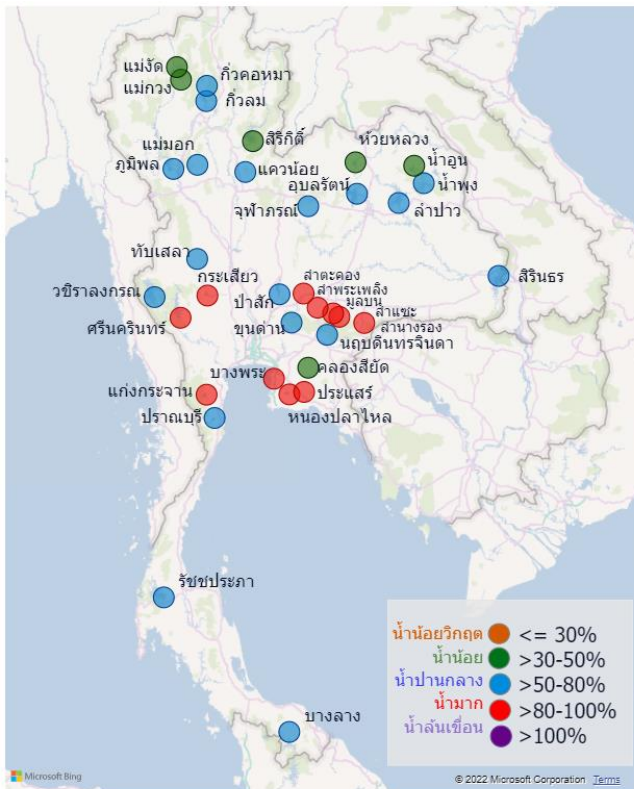 แม่งัด
กิ่วคอหมา
แม่กวง
กิ่วลม
สิริกิติ์
ห้วยหลวง
แม่มอก
น้ำอูน
ภูมิพล
แควน้อย
อุบลรัตน์
น้ำพุง
จุฬาภรณ์
ลำปาว
ทับเสลา
กระเสียว
ลำตะคอง
สิรินธร
วชิราลงกรณ
ป่าสัก
ลำพระเพลิง
มูลบน
ลำแซะ
ศรีนครินทร์
ขุนด่าน
ลำนางรอง
นฤบดินทรจินดา
บางพระ
คลองสียัด
แก่งกระจาน
ประแสร์
ปราณบุรี
หนองปลาไหล
รัชชประภา
บางลาง
น้ำน้อยวิกฤต <= 30%
น้ำน้อย >30-50%
น้ำปานกลาง >50-80%
น้ำมาก >80-100%
น้ำล้นเขื่อน >100%
Microsoft Bing
© 2022 Microsoft Corporation Terms